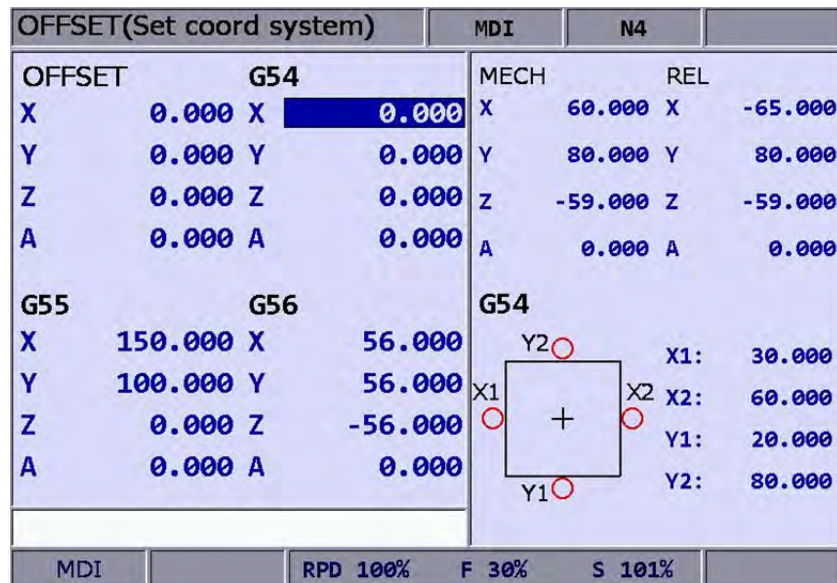 OFFSET(Set coord system) MDI N4
OFFSET G54
X 0.000 X 0.000
Y 0.000 Y 0.000
Z 0.000 Z 0.000
A 0.000 A 0.000
G55 G56
X 150.000 X 56.000
Y 100.000 Y 56.000
Z 0.000 Z -56.000
A 0.000 A 0.000
MECH REL
X 60.000 X -65.000
Y 80.000 Y 80.000
Z -59.000 Z -59.000
A 0.000 A 0.000
G54
Y2
X1 X2
Y1
X1: 30.000
X2: 60.000
Y1: 20.000
Y2: 80.000
MDI RPD 100% F 30% S 101%